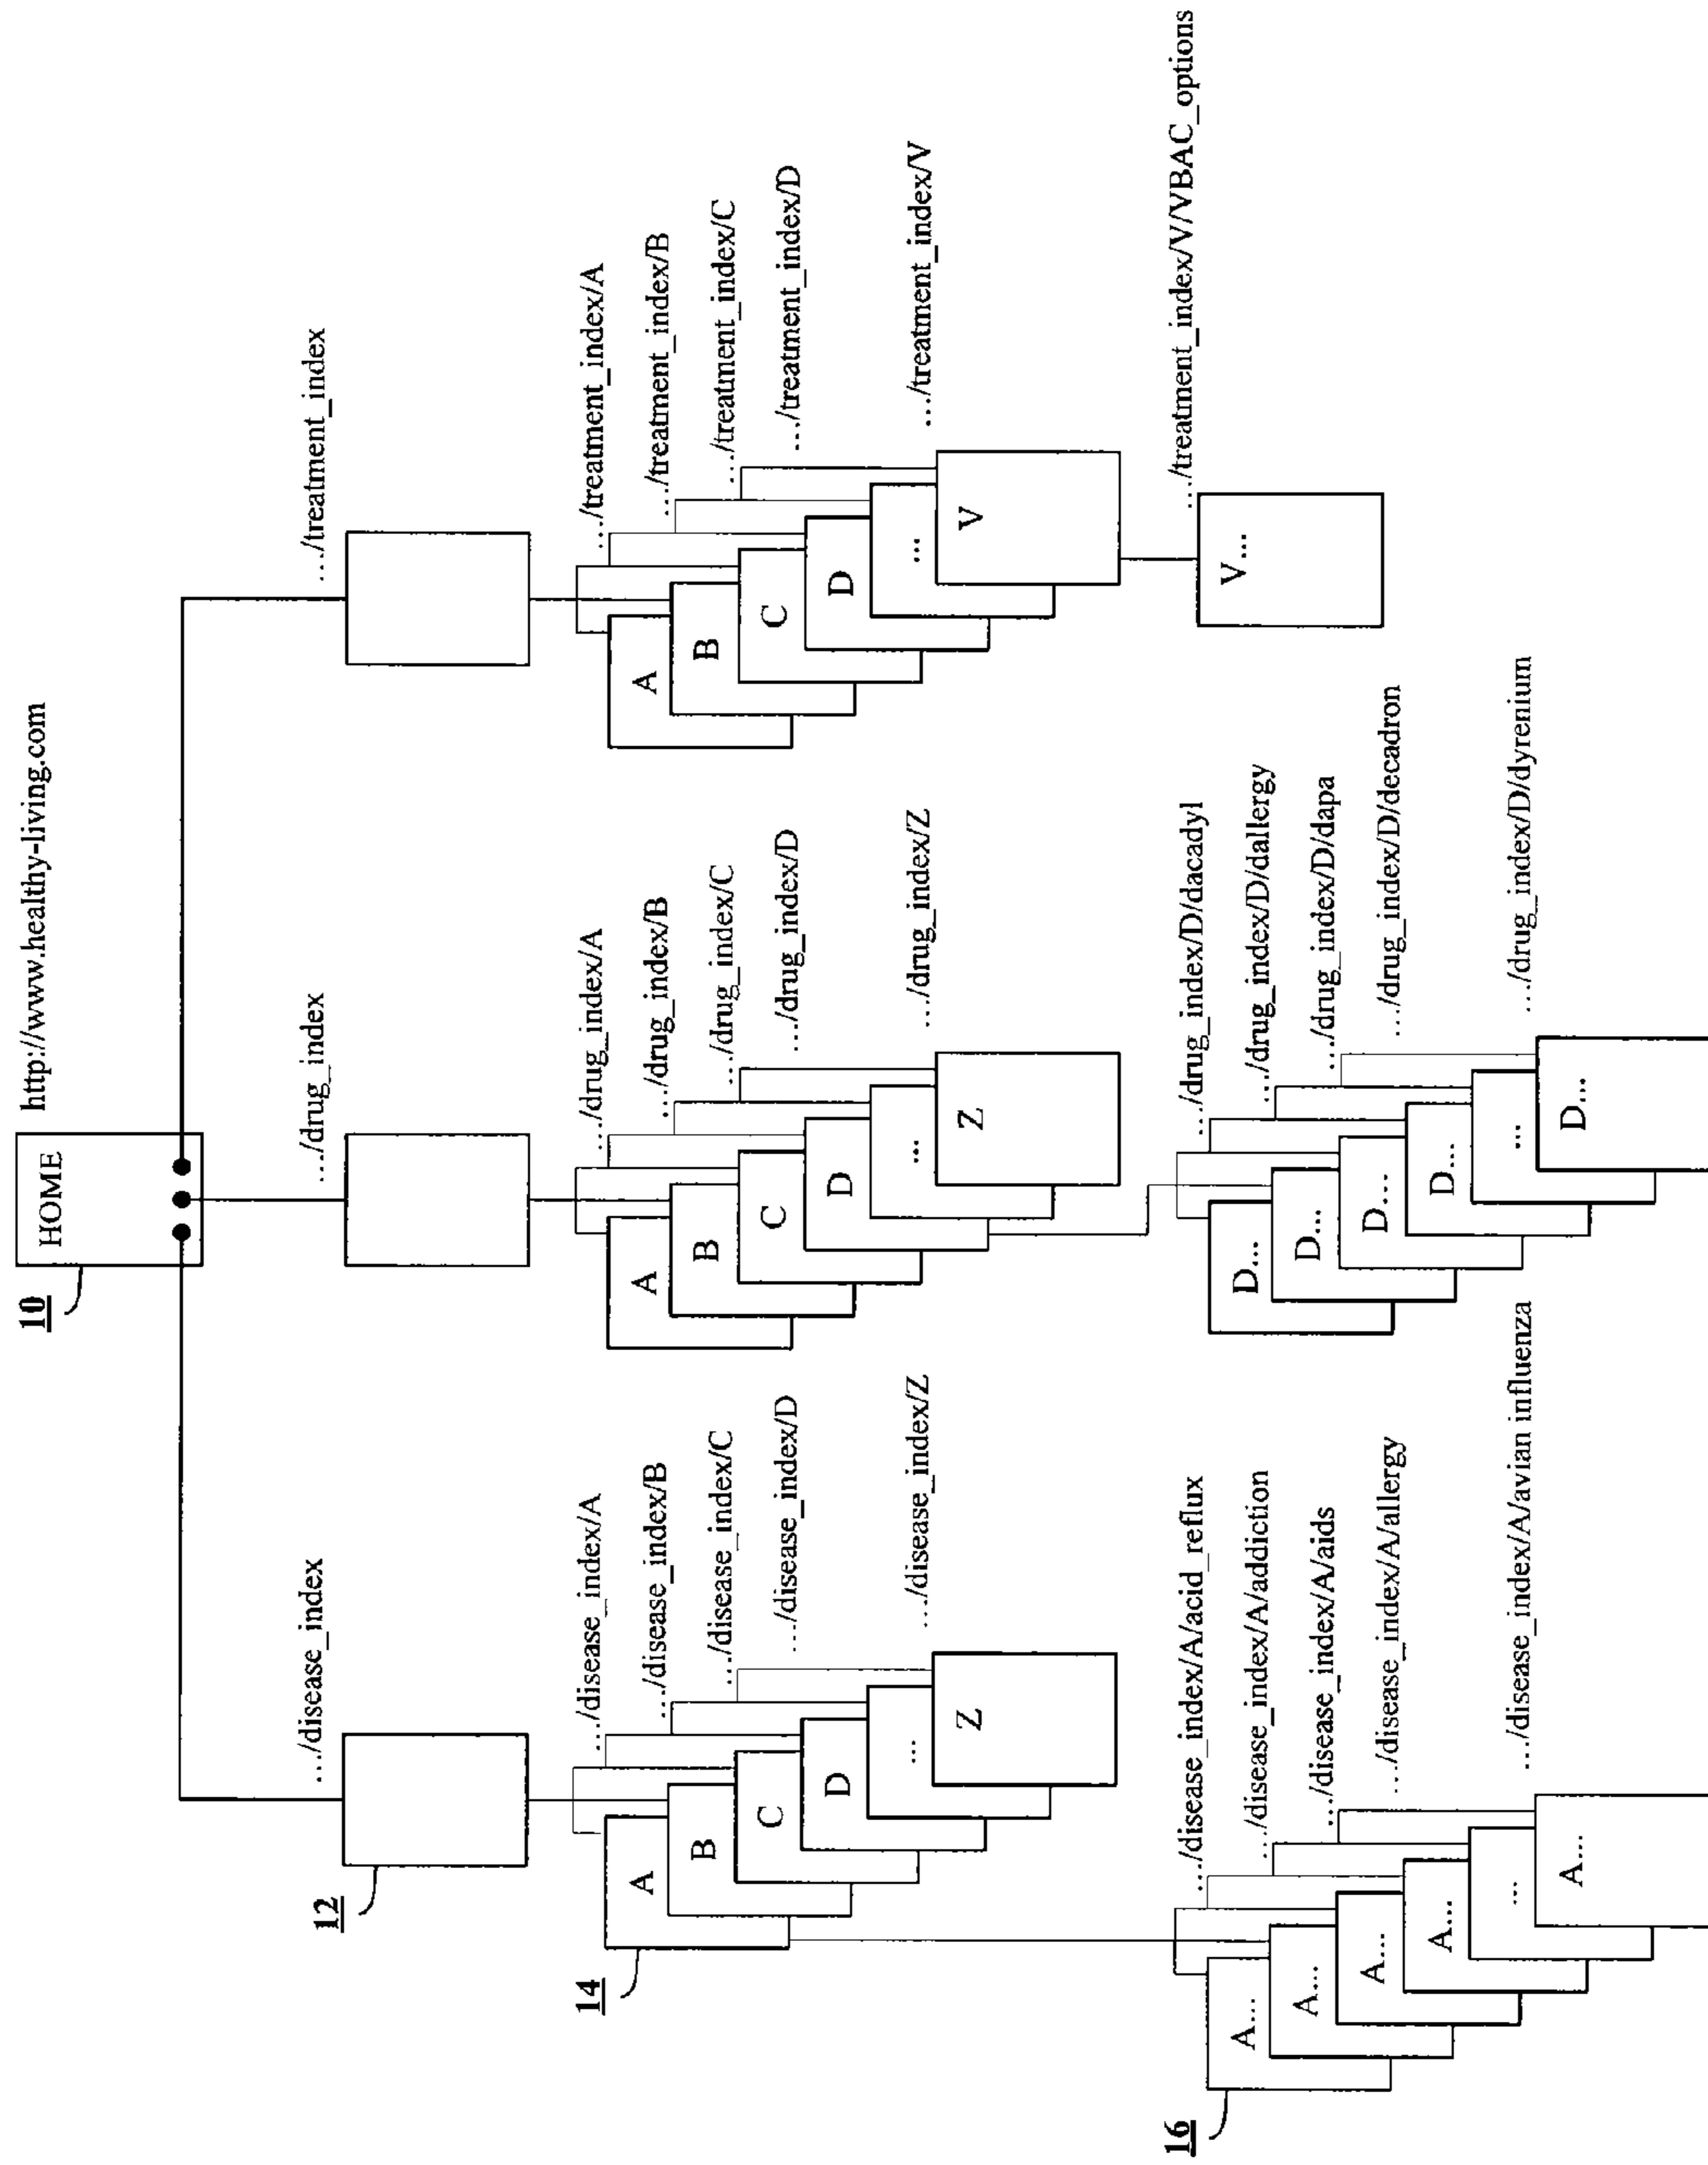 HOME
http://www.healthy-living.com
10
.../disease_index
12
.../drug_index
.../treatment_index
14
A
B
C
D
...
Z
.../disease_index/A
.../disease_index/B
.../disease_index/C
.../disease_index/D
.../disease_index/Z
A
B
C
D
...
Z
.../drug_index/A
.../drug_index/B
.../drug_index/C
.../drug_index/D
.../drug_index/Z
A
B
C
D
...
V
.../treatment_index/A
.../treatment_index/B
.../treatment_index/C
.../treatment_index/D
.../treatment_index/V
16
A...
A...
A...
A...
...
A...
.../disease_index/A/acid_reflux
.../disease_index/A/addiction
.../disease_index/A/aids
.../disease_index/A/allergy
.../disease_index/A/avian influenza
D...
D...
D...
D...
...
D...
.../drug_index/D/dacadyl
.../drug_index/D/dallergy
.../drug_index/D/dapa
.../drug_index/D/decadron
.../drug_index/D/dyrenium
V...
.../treatment_index/V/VBAC_options